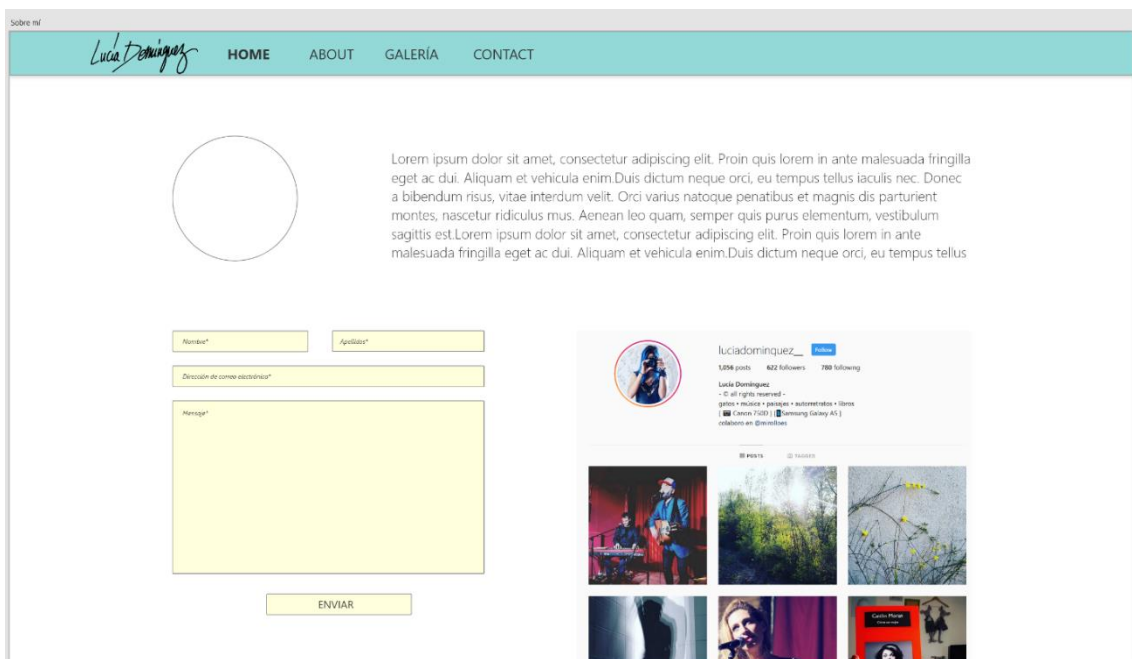 Sobre mí
Lucía Domínguez
HOME ABOUT GALERÍA CONTACT
Lorem ipsum dolor sit amet, consectetur adipiscing elit. Proin quis lorem in ante malesuada fringilla
eget ac dui. Aliquam et vehicula enim.Duis dictum neque orci, eu tempus tellus iaculis nec. Donec
a bibendum risus, vitae interdum velit. Orci varius natoque penatibus et magnis dis parturient
montes, nascetur ridiculus mus. Aenean leo quam, semper quis purus elementum, vestibulum
sagittis est.Lorem ipsum dolor sit amet, consectetur adipiscing elit. Proin quis lorem in ante
malesuada fringilla eget ac dui. Aliquam et vehicula enim.Duis dictum neque orci, eu tempus tellus
Nombre* Apellidos*
Dirección de correo electrónico*
Mensaje*
ENVIAR
luciadominquez__ Follow
1,056 posts 622 followers 780 following
Lucía Domínguez
- © all rights reserved -
gatos • música • paisajes • autorretratos • libros
[ Canon 750D ] [ Samsung Galaxy A5 ]
colaboro en
POSTS TAGGED